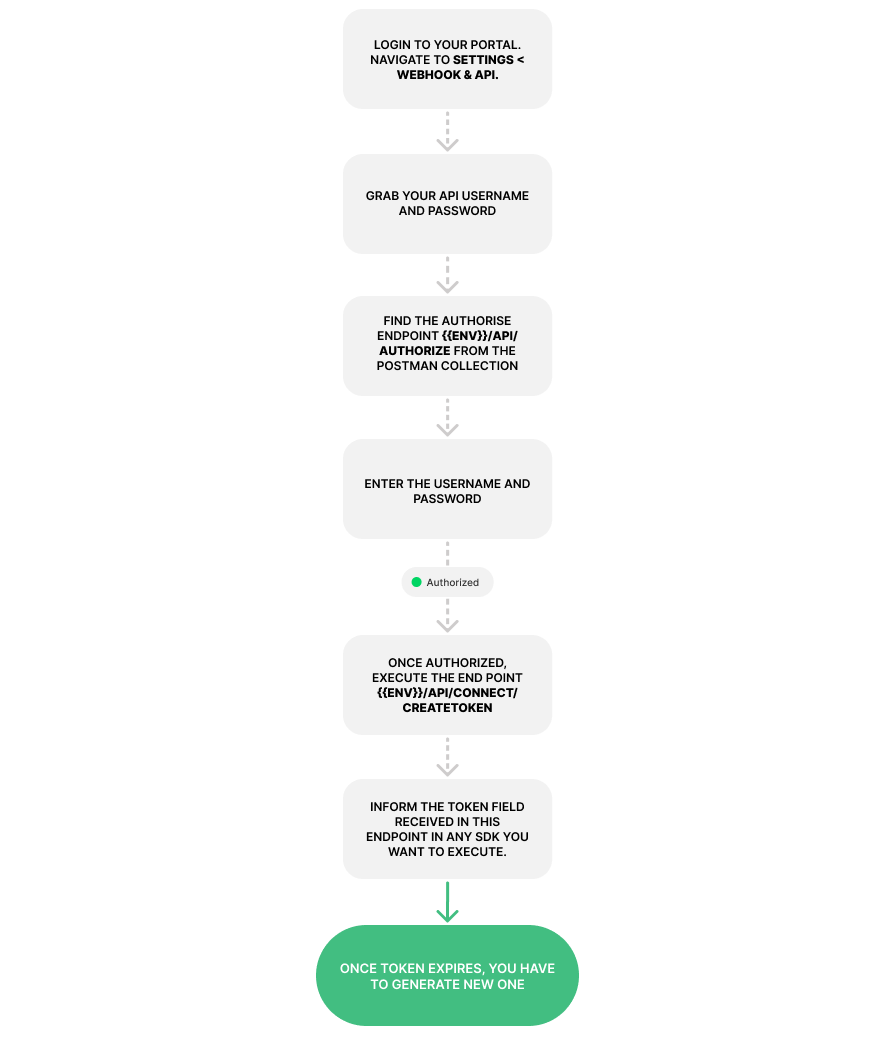 LOGIN TO YOUR PORTAL.
NAVIGATE TO SETTINGS <
WEBHOOK & API.
GRAB YOUR API USERNAME
AND PASSWORD
FIND THE AUTHORISE
ENDPOINT {{ENV}}/API/
AUTHORIZE FROM THE
POSTMAN COLLECTION
ENTER THE USERNAME AND
PASSWORD
Authorized
ONCE AUTHORIZED,
EXECUTE THE END POINT
{{ENV}}/API/CONNECT/
CREATETOKEN
INFORM THE TOKEN FIELD
RECEIVED IN THIS
ENDPOINT IN ANY SDK YOU
WANT TO EXECUTE.
ONCE TOKEN EXPIRES, YOU HAVE
TO GENERATE NEW ONE